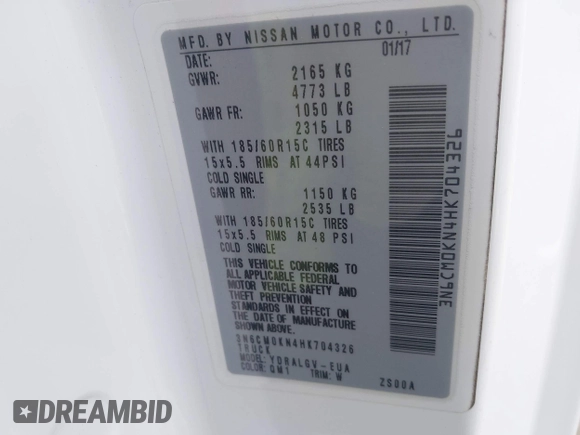 MFD. BY NISSAN MOTOR CO., LTD.
DATE: 01/17
GVWR: 2165 KG
4773 LB
GAWR FR: 1050 KG
2315 LB
WITH 185/60R15C TIRES
15x5.5 RIMS AT 44PSI
COLD SINGLE
GAWR RR: 1150 KG
2535 LB
WITH 185/60R15C TIRES
15x5.5 RIMS AT 48 PSI
COLD SINGLE
THIS VEHICLE CONFORMS TO
ALL APPLICABLE FEDERAL
MOTOR VEHICLE SAFETY AND
THEFT PREVENTION
STANDARDS IN EFFECT ON
THE DATE OF MANUFACTURE
SHOWN ABOVE
3N6CM0KN4HK704326
TRUCK
MODEL: YDRALGV-EUA
COLOR: QM1 TRIM: W ZS00A
3N6CM0KN4HK704326
DREAMBID